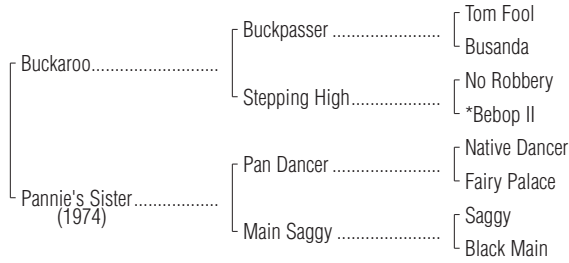 Tom Fool
Buckpasser ....................
Busanda
Buckaroo........................
No Robbery
Stepping High.................
*Bebop II
Native Dancer
Pan Dancer ....................
Fairy Palace
Pannie's Sister................
(1974)
Saggy
Main Saggy ...................
Black Main